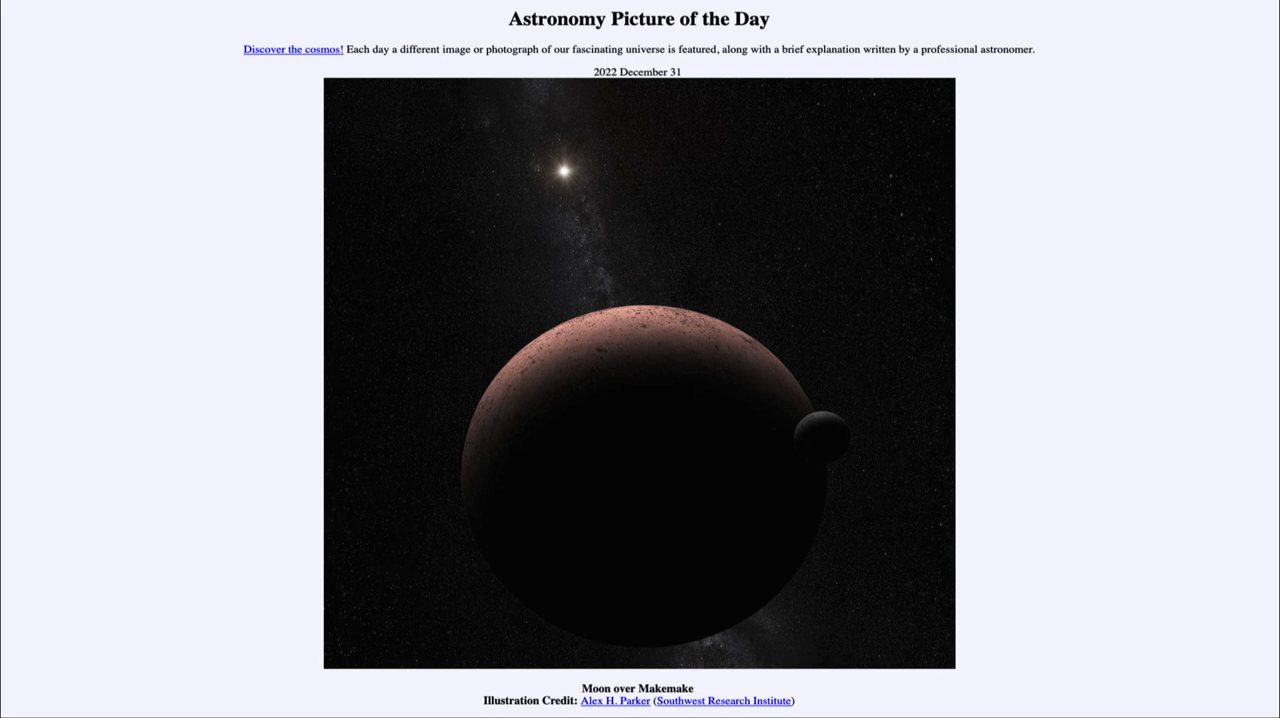 Astronomy Picture of the Day
Discover the cosmos! Each day a different image or photograph of our fascinating universe is featured, along with a brief explanation written by a professional astronomer.
2022 December 31
Moon over Makemake
Illustration Credit: Alex H. Parker (Southwest Research Institute)